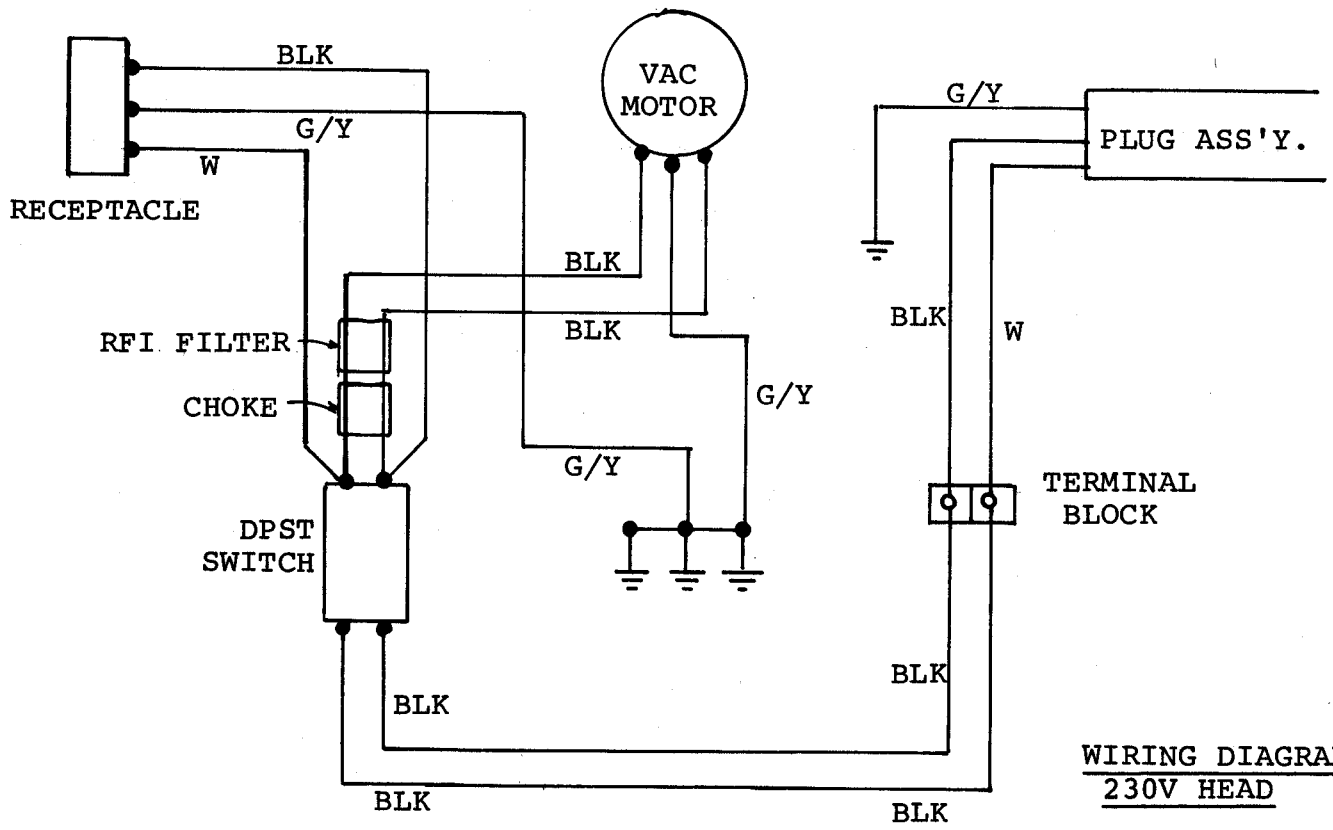 BLK
VAC
MOTOR
G/Y
G/Y
PLUG ASS'Y.
W
RECEPTACLE
BLK
BLK
BLK
W
RFI FILTER
CHOKE
G/Y
G/Y
TERMINAL
BLOCK
DPST
SWITCH
BLK
BLK
WIRING DIAGRA
230V HEAD
BLK
BLK